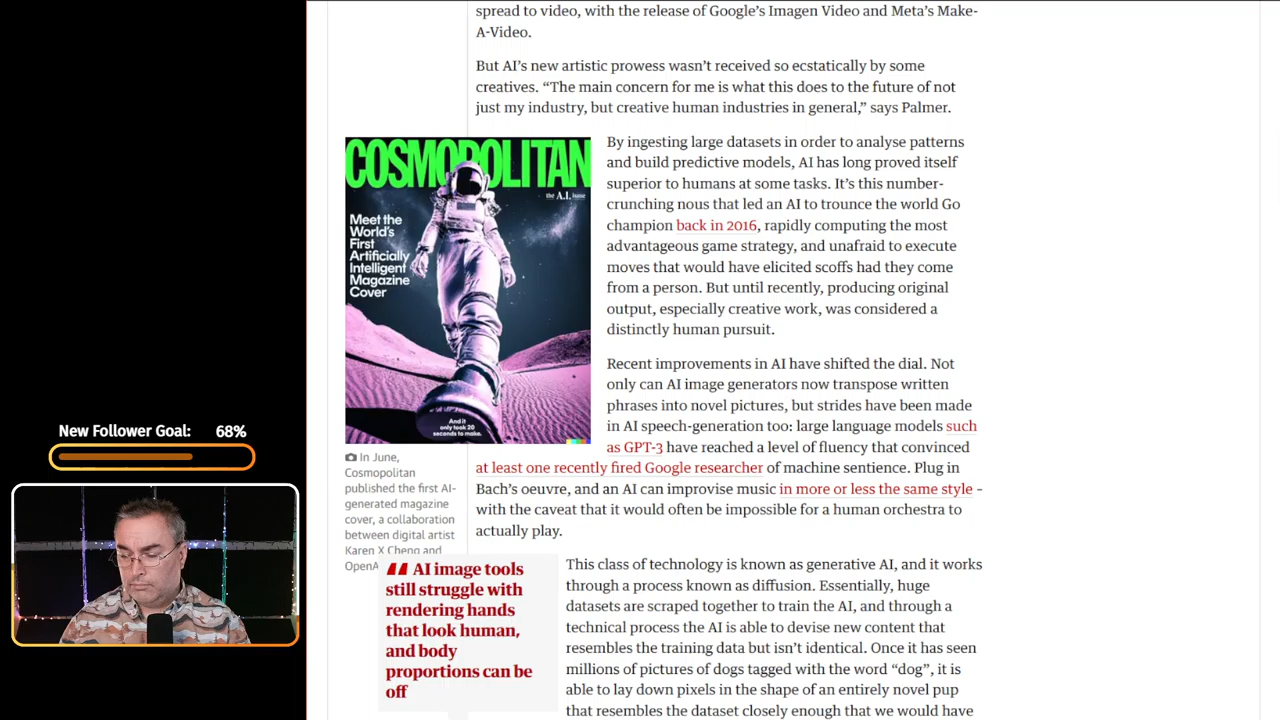 spread to video, with the release of Google’s Imagen Video and Meta’s Make-
A-Video.
But AI’s new artistic prowess wasn’t received so ecstatically by some
creatives. “The main concern for me is what this does to the future of not
just my industry, but creative human industries in general,” says Palmer.
COSMOPOLITAN
the A.I. issue
Meet the
World’s
First
Artificially
Intelligent
Magazine
Cover
And it
only took 20
seconds to make.
By ingesting large datasets in order to analyse patterns
and build predictive models, AI has long proved itself
superior to humans at some tasks. It’s this number-
crunching nous that led an AI to trounce the world Go
champion back in 2016, rapidly computing the most
advantageous game strategy, and unafraid to execute
moves that would have elicited scoffs had they come
from a person. But until recently, producing original
output, especially creative work, was considered a
distinctly human pursuit.
Recent improvements in AI have shifted the dial. Not
only can AI image generators now transpose written
phrases into novel pictures, but strides have been made
in AI speech-generation too: large language models such
as GPT-3 have reached a level of fluency that convinced
at least one recently fired Google researcher of machine sentience. Plug in
Bach’s oeuvre, and an AI can improvise music in more or less the same style –
with the caveat that it would often be impossible for a human orchestra to
actually play.
In June,
Cosmopolitan
published the first AI-
generated magazine
cover, a collaboration
between digital artist
Karen X Cheng and
OpenA
AI image tools
still struggle with
rendering hands
that look human,
and body
proportions can be
off
This class of technology is known as generative AI, and it works
through a process known as diffusion. Essentially, huge
datasets are scraped together to train the AI, and through a
technical process the AI is able to devise new content that
resembles the training data but isn’t identical. Once it has seen
millions of pictures of dogs tagged with the word “dog”, it is
able to lay down pixels in the shape of an entirely novel pup
that resembles the dataset closely enough that we would have
New Follower Goal: 68%